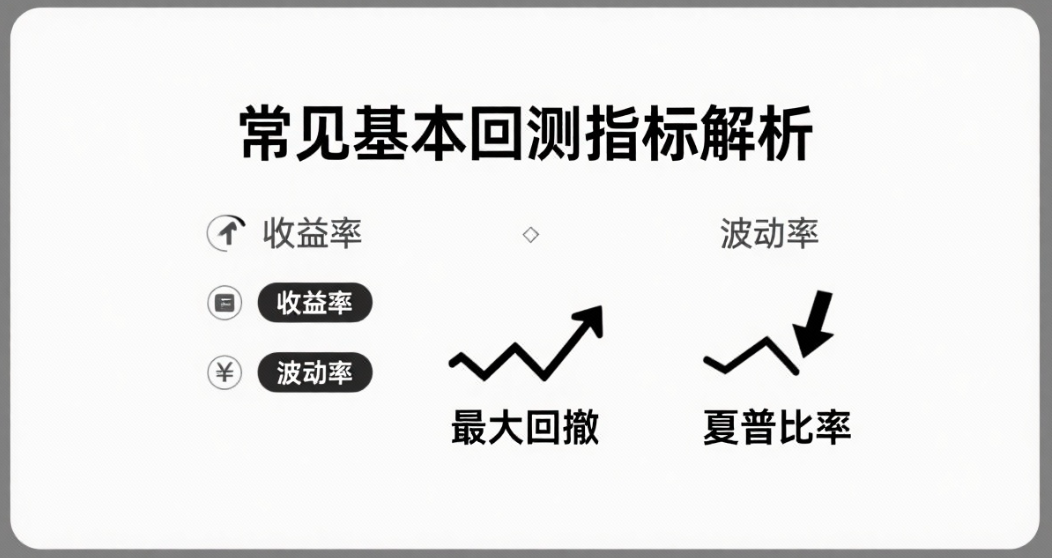 常见基本回测指标解析
收益率 波动率
收益率
¥ 波动率
最大回撤 夏普比率